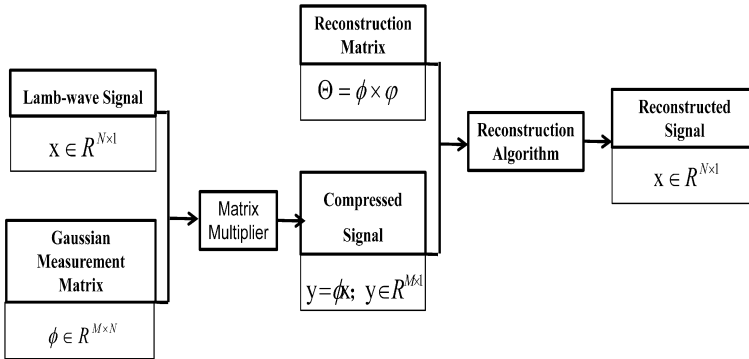 Lamb-wave Signal
x ∈ R^{N×1}
Gaussian
Measurement
Matrix
ϕ ∈ R^{M×N}
Matrix
Multiplier
Reconstruction
Matrix
Θ = ϕ × φ
Compressed
Signal
y=ϕx; y∈R^{M×1}
Reconstruction
Algorithm
Reconstructed
Signal
x ∈ R^{N×1}